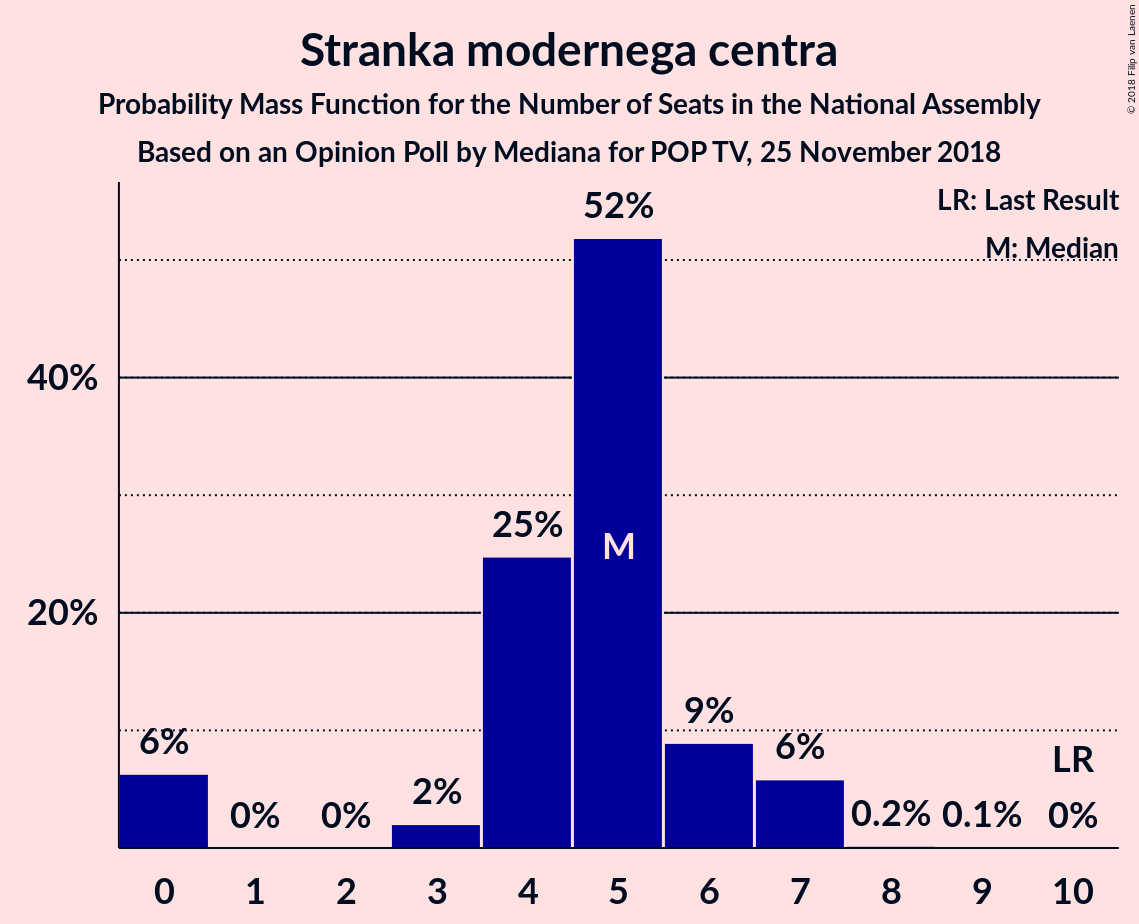 Stranka modernega centra
Probability Mass Function for the Number of Seats in the National Assembly
Based on an Opinion Poll by Mediana for POP TV, 25 November 2018
© 2018 Filip van Laenen
LR: Last Result
M: Median
52%
40%
25%
M
20%
9%
6%
6%
LR
2%
0%
0%
0.2%
0.1%
0%
0 1 2 3 4 5 6 7 8 9 10